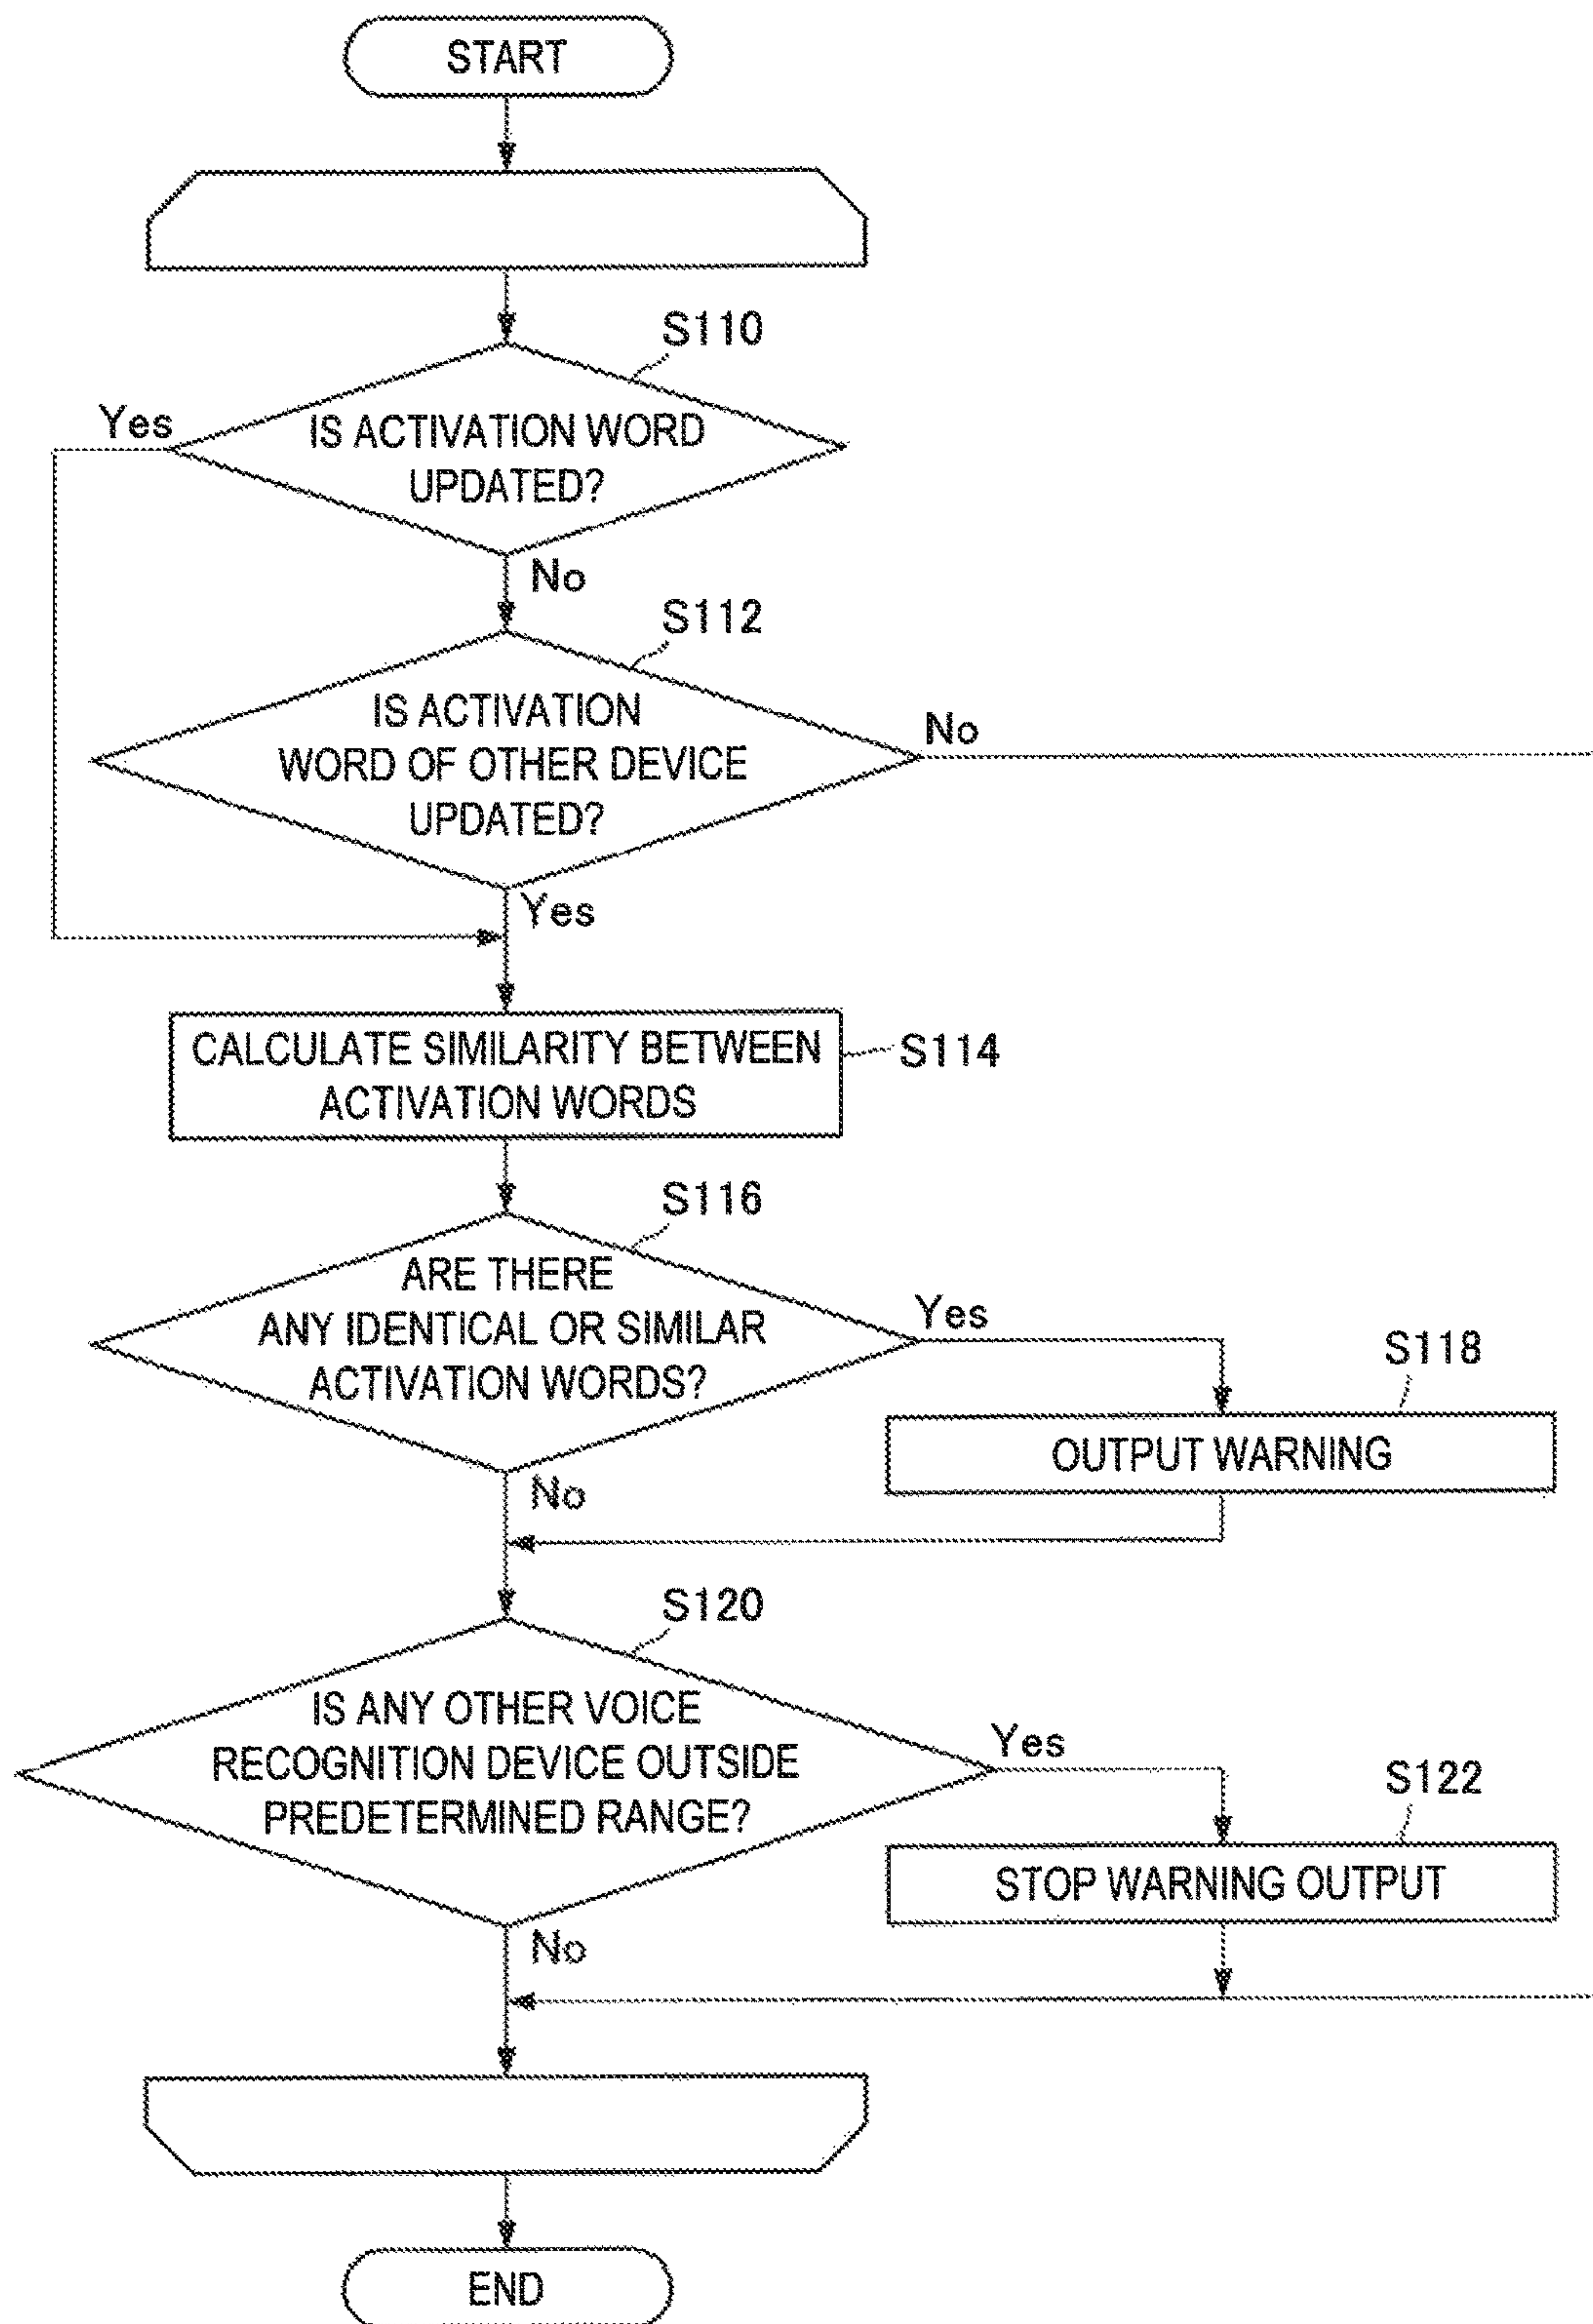 START
S110
Yes
IS ACTIVATION WORD
UPDATED?
No
S112
IS ACTIVATION
WORD OF OTHER DEVICE
UPDATED?
No
Yes
CALCULATE SIMILARITY BETWEEN
ACTIVATION WORDS
S114
S116
ARE THERE
ANY IDENTICAL OR SIMILAR
ACTIVATION WORDS?
Yes
S118
OUTPUT WARNING
No
S120
IS ANY OTHER VOICE
RECOGNITION DEVICE OUTSIDE
PREDETERMINED RANGE?
Yes
S122
STOP WARNING OUTPUT
No
END